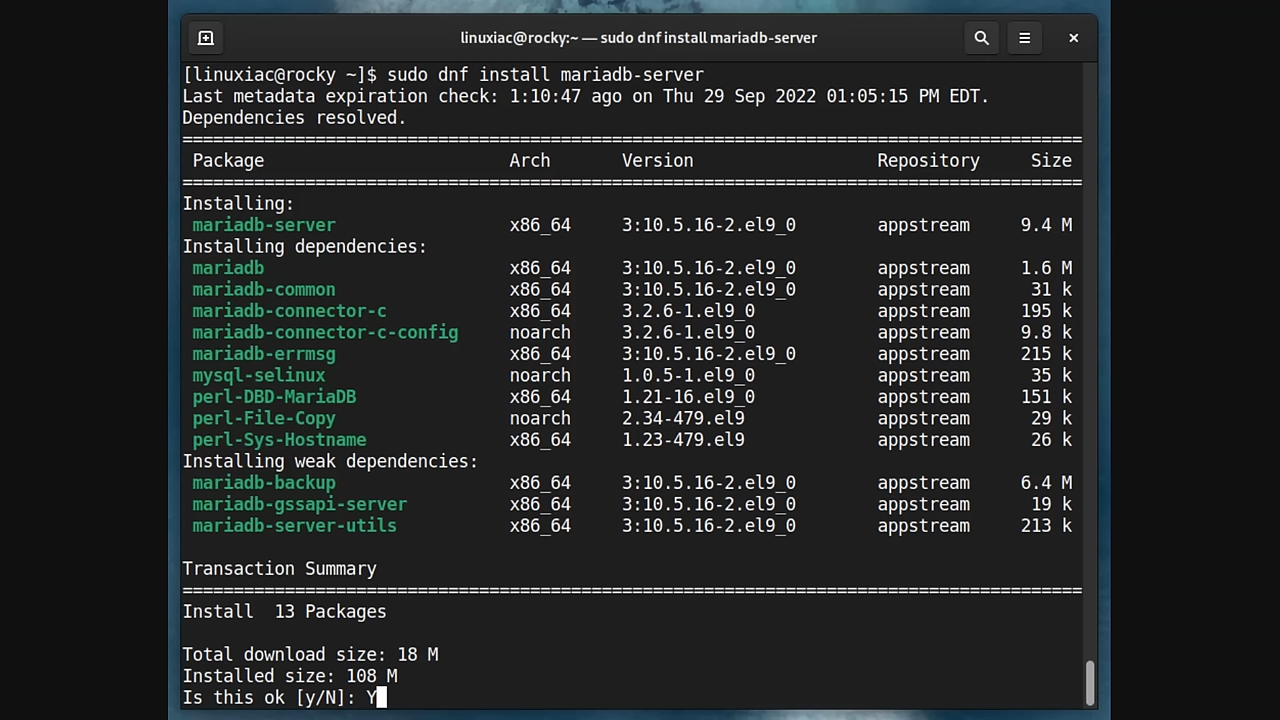 linuxiac@rocky:~ — sudo dnf install mariadb-server
[linuxiac@rocky ~]$ sudo dnf install mariadb-server
Last metadata expiration check: 1:10:47 ago on Thu 29 Sep 2022 01:05:15 PM EDT.
Dependencies resolved.
================================================================================
 Package                 Arch     Version                Repository     Size
================================================================================
Installing:
 mariadb-server          x86_64   3:10.5.16-2.el9_0      appstream     9.4 M
Installing dependencies:
 mariadb                 x86_64   3:10.5.16-2.el9_0      appstream     1.6 M
 mariadb-common          x86_64   3:10.5.16-2.el9_0      appstream      31 k
 mariadb-connector-c     x86_64   3.2.6-1.el9_0          appstream     195 k
 mariadb-connector-c-config noarch 3.2.6-1.el9_0         appstream     9.8 k
 mariadb-errmsg          x86_64   3:10.5.16-2.el9_0      appstream     215 k
 mysql-selinux           noarch   1.0.5-1.el9_0          appstream      35 k
 perl-DBD-MariaDB        x86_64   1.21-16.el9_0          appstream     151 k
 perl-File-Copy          noarch   2.34-479.el9           appstream      29 k
 perl-Sys-Hostname       x86_64   1.23-479.el9           appstream      26 k
Installing weak dependencies:
 mariadb-backup          x86_64   3:10.5.16-2.el9_0      appstream     6.4 M
 mariadb-gssapi-server   x86_64   3:10.5.16-2.el9_0      appstream      19 k
 mariadb-server-utils    x86_64   3:10.5.16-2.el9_0      appstream     213 k
Transaction Summary
================================================================================
Install  13 Packages
Total download size: 18 M
Installed size: 108 M
Is this ok [y/N]: Y